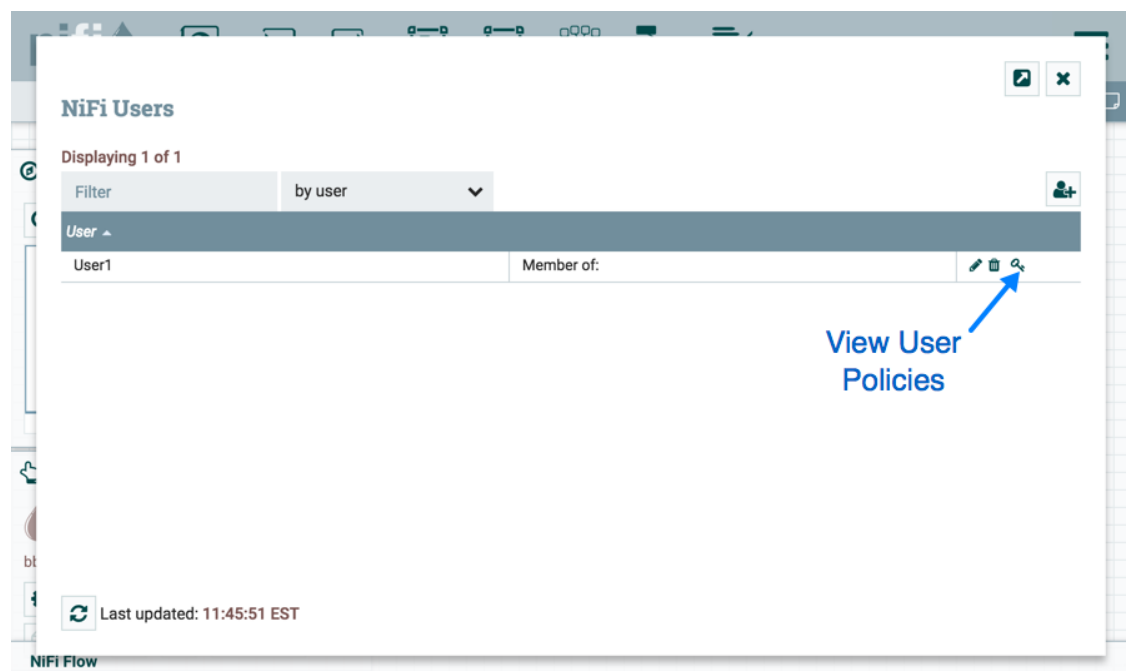 nifi
NiFi Users
Displaying 1 of 1
Filter
by user
User
User1
Member of:
View User
Policies
Last updated: 11:45:51 EST
NiFi Flow